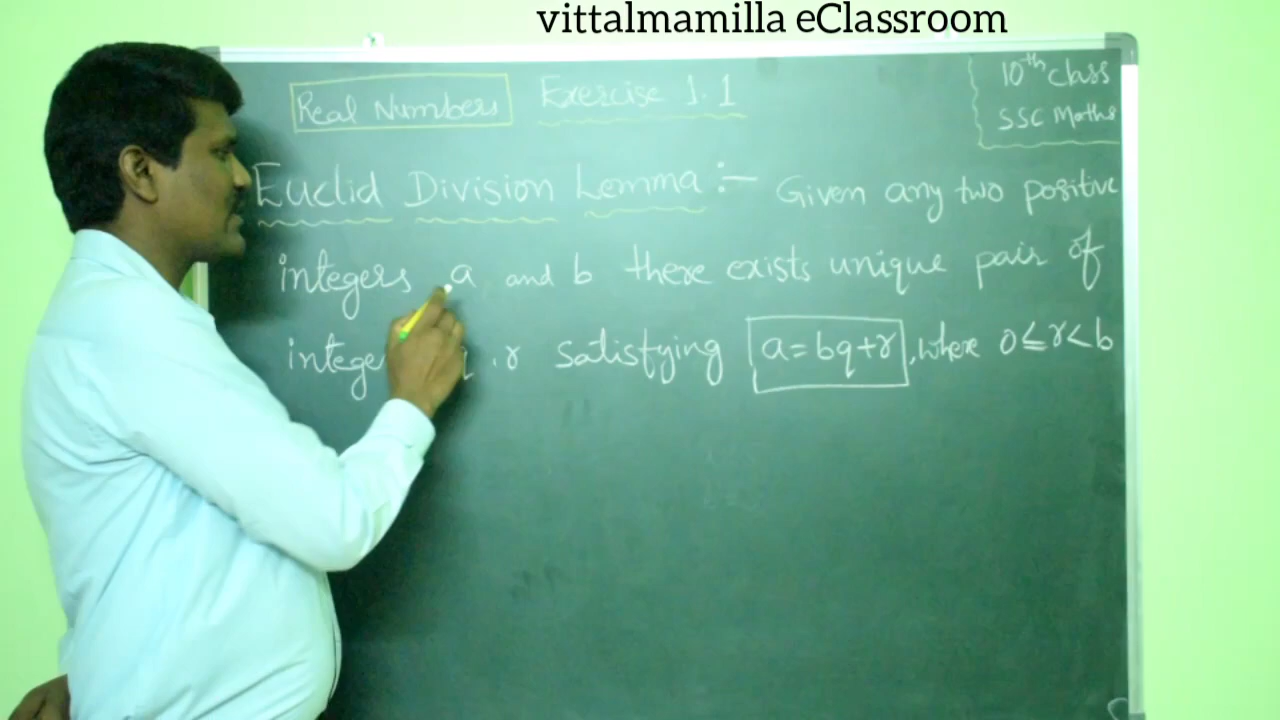 vittalmamilla eClassroom
Real Numbers Exercise 1.1
10th class
SSC Maths
Euclid Division Lemma :- Given any two positive
integers a and b there exists unique pair of
q, r satisfying a=bq+r, where 0≤r<b